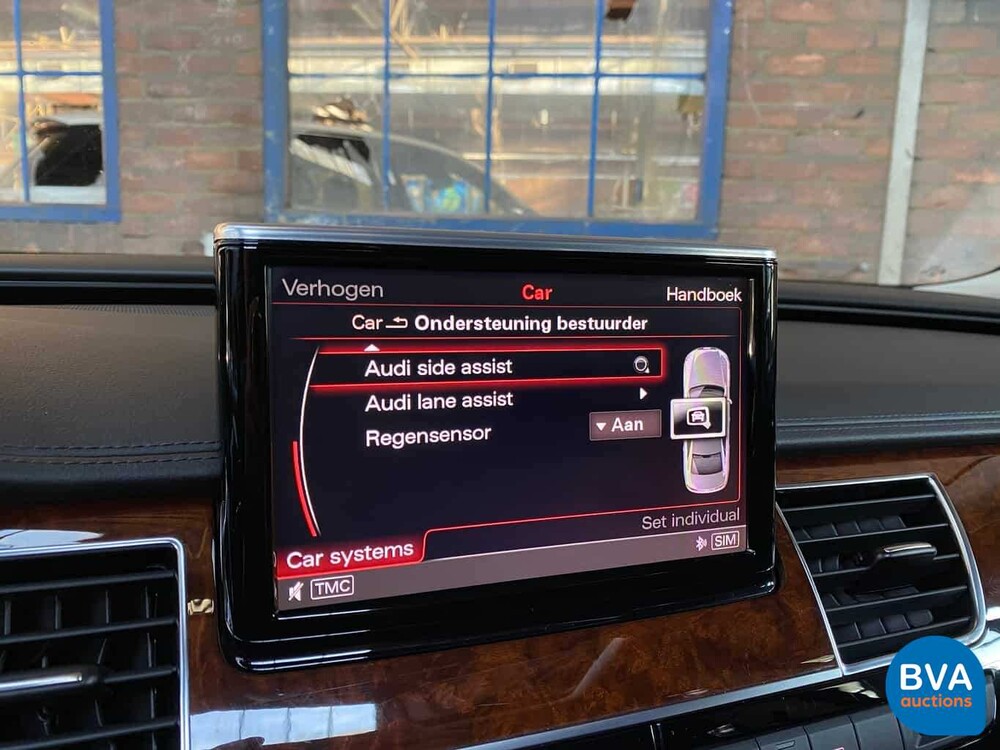 Verhogen Car Handboek
Car Ondersteuning bestuurder
Audi side assist
Audi lane assist
Regensensor Aan
Set individual
Car systems
SIM
TMC
BVA
auctions